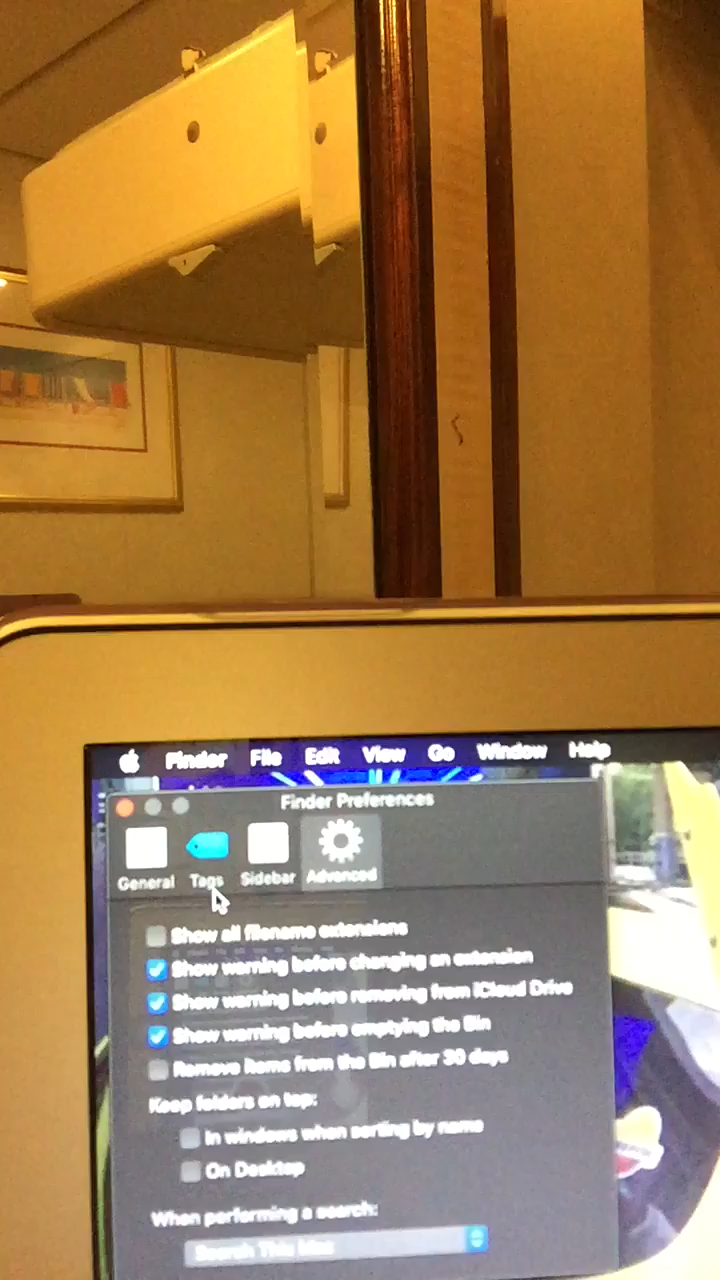 Finder File Edit View Go Window Help
Finder Preferences
General Tags Sidebar Advanced
Show all filename extensions
Show warning before changing an extension
Show warning before removing from iCloud Drive
Show warning before emptying the Bin
Remove items from the Bin after 30 days
Keep folders on top:
In windows when sorting by name
On Desktop
When performing a search:
Search This Mac